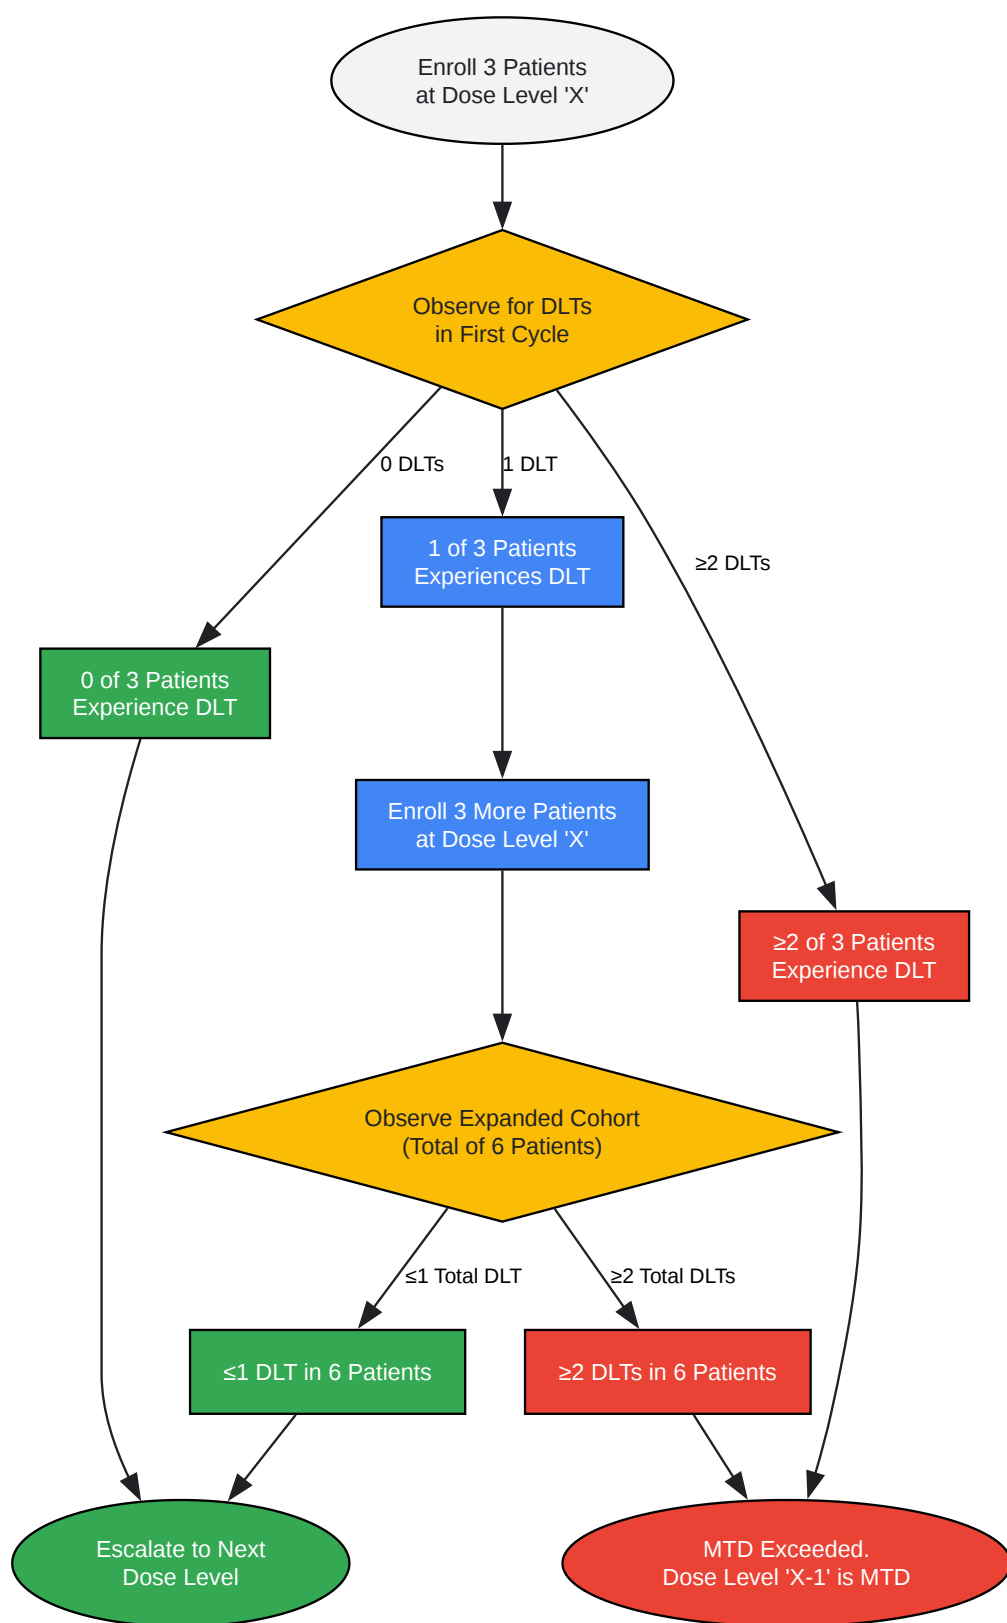 Enroll 3 Patients
at Dose Level 'X'
Observe for DLTs
in First Cycle
0 DLTs
1 DLT
≥2 DLTs
1 of 3 Patients
Experiences DLT
0 of 3 Patients
Experience DLT
Enroll 3 More Patients
at Dose Level 'X'
≥2 of 3 Patients
Experience DLT
Observe Expanded Cohort
(Total of 6 Patients)
≤1 Total DLT
≥2 Total DLTs
≤1 DLT in 6 Patients
≥2 DLTs in 6 Patients
Escalate to Next
Dose Level
MTD Exceeded.
Dose Level 'X-1' is MTD